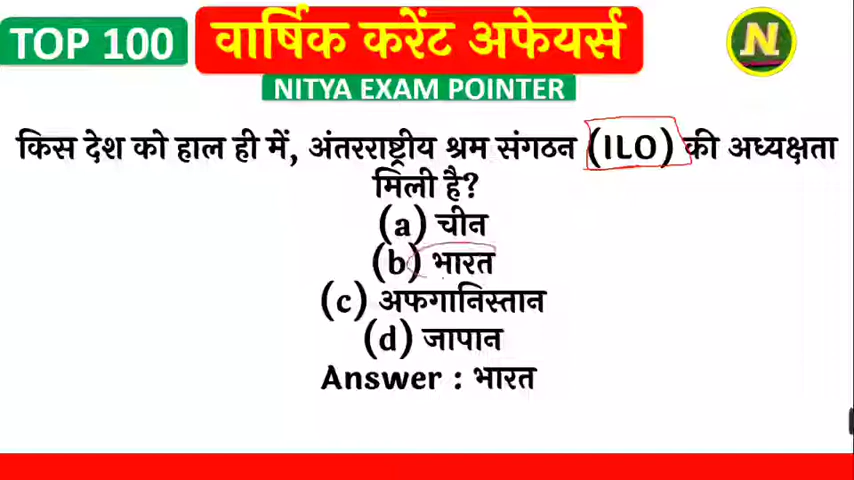 TOP 100
वार्षिक करेंट अफेयर्स
N
NITYA EXAM POINTER
किस देश को हाल ही में, अंतरराष्ट्रीय श्रम संगठन (ILO) की अध्यक्षता
मिली है?
(a) चीन
(b) भारत
(c) अफगानिस्तान
(d) जापान
Answer : भारत